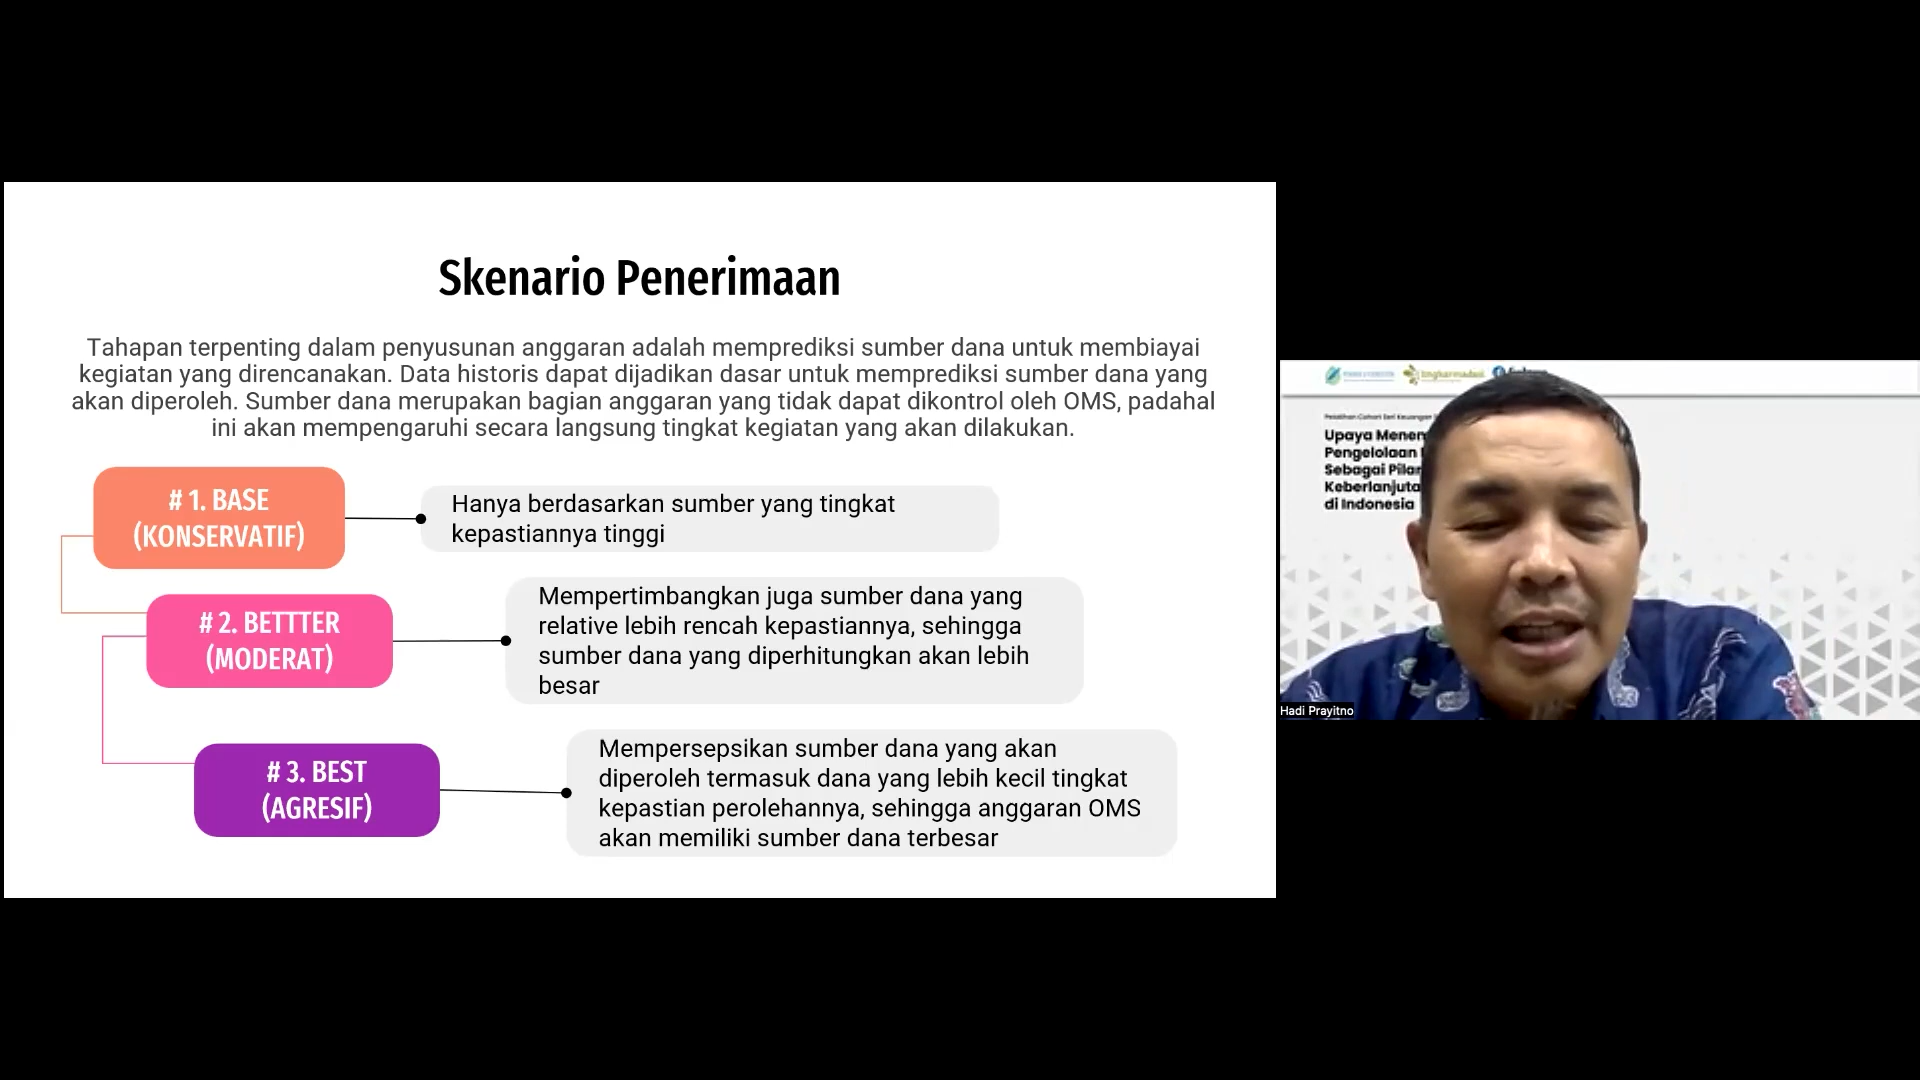 Skenario Penerimaan
Tahapan terpenting dalam penyusunan anggaran adalah memprediksi sumber dana untuk membiayai
kegiatan yang direncanakan. Data historis dapat dijadikan dasar untuk memprediksi sumber dana yang
akan diperoleh. Sumber dana merupakan bagian anggaran yang tidak dapat dikontrol oleh OMS, padahal
ini akan mempengaruhi secara langsung tingkat kegiatan yang akan dilakukan.
# 1. BASE
(KONSERVATIF)
Hanya berdasarkan sumber yang tingkat
kepastiannya tinggi
# 2. BETTTER
(MODERAT)
Mempertimbangkan juga sumber dana yang
relative lebih rencah kepastiannya, sehingga
sumber dana yang diperhitungkan akan lebih
besar
# 3. BEST
(AGRESIF)
Mempersepsikan sumber dana yang akan
diperoleh termasuk dana yang lebih kecil tingkat
kepastian perolehannya, sehingga anggaran OMS
akan memiliki sumber dana terbesar
Pelatihan Cohort Seri Keuangan
Upaya
Pengelolaan
Sebagai Pilar
di Indonesia
Hadi Prayitno